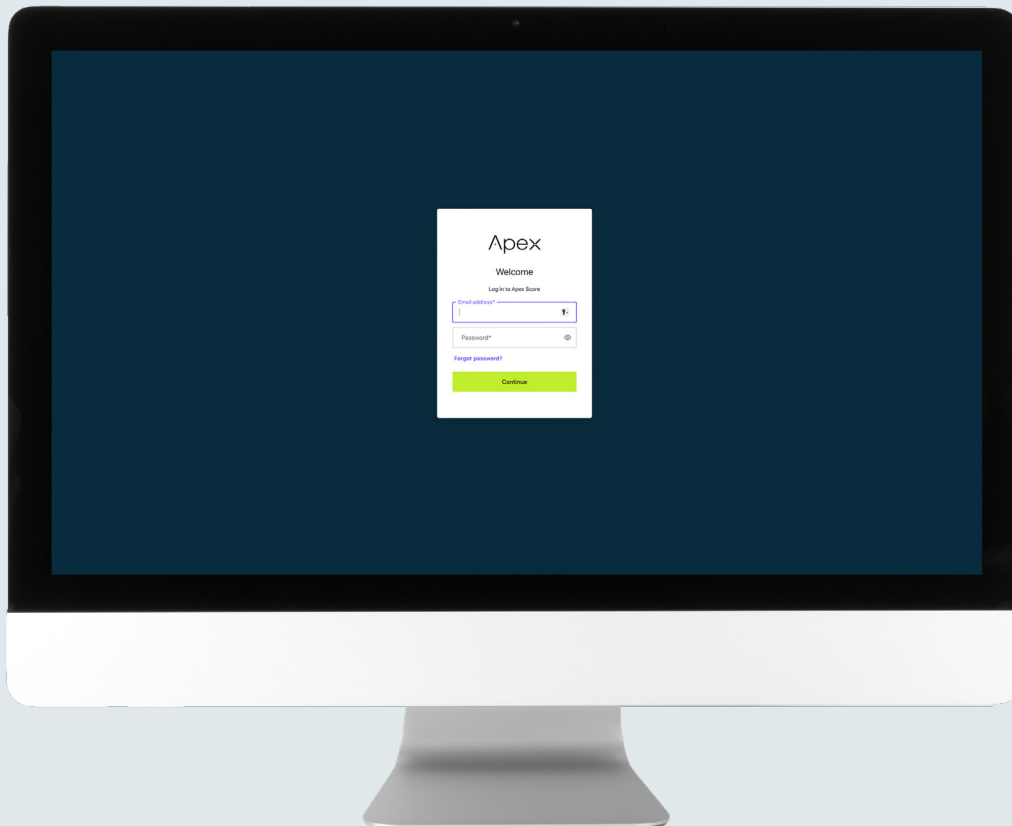 Apex
Welcome
Log in to Apex Score
Email address*
Password*
Forgot password?
Continue